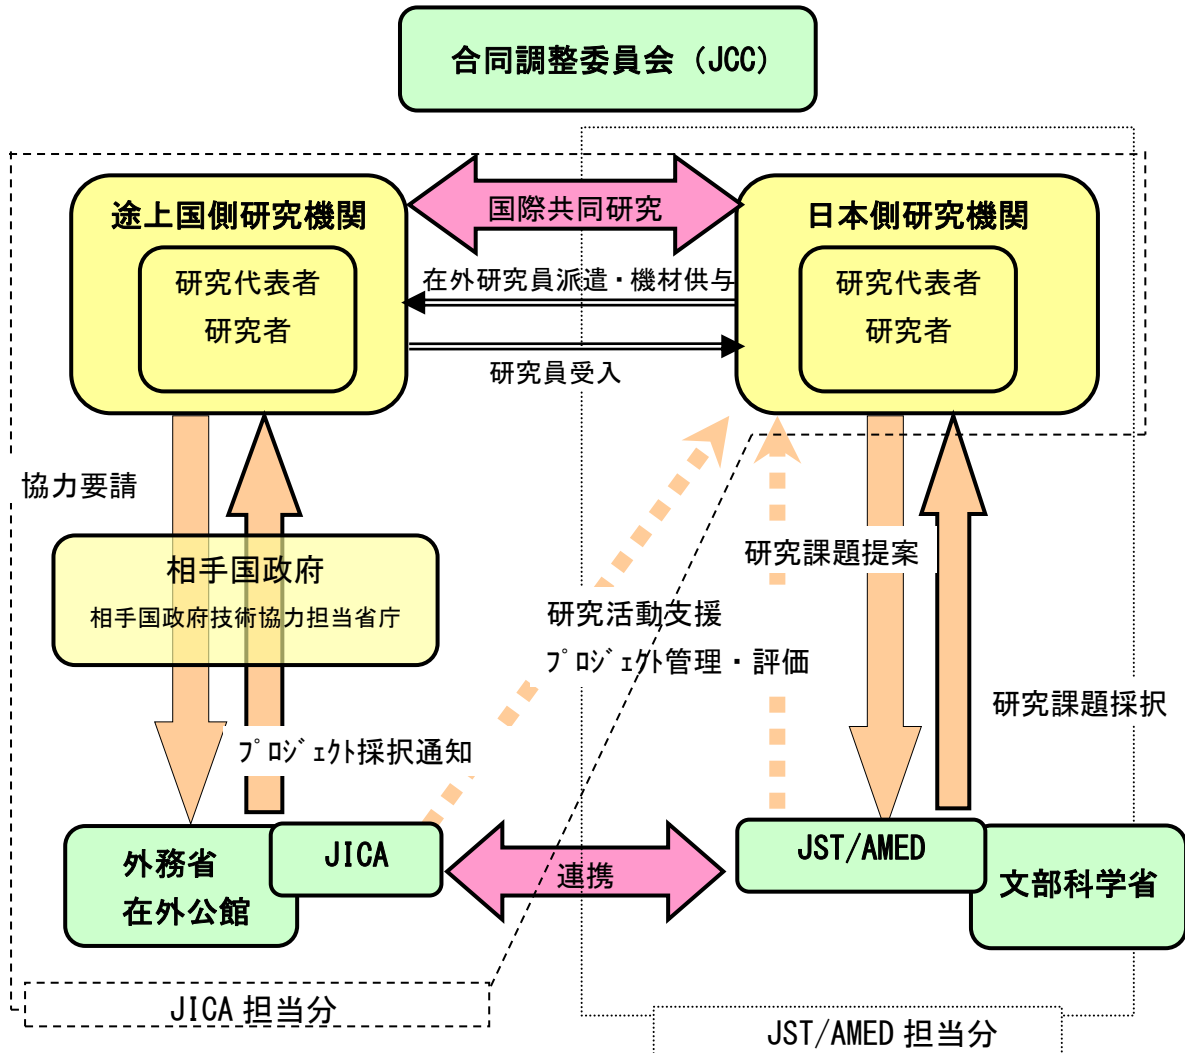 合同調整委員会（JCC）
途上国側研究機関
研究代表者
研究者
国際共同研究
日本側研究機関
研究代表者
研究者
在外研究員派遣・機材供与
研究員受入
協力要請
相手国政府
相手国政府技術協力担当省庁
研究課題提案
研究活動支援
ﾌﾟﾛｼﾞｪｸﾄ管理・評価
研究課題採択
ﾌﾟﾛｼﾞｪｸﾄ採択通知
外務省
在外公館
JICA
連携
JST/AMED
文部科学省
JICA 担当分
JST/AMED 担当分